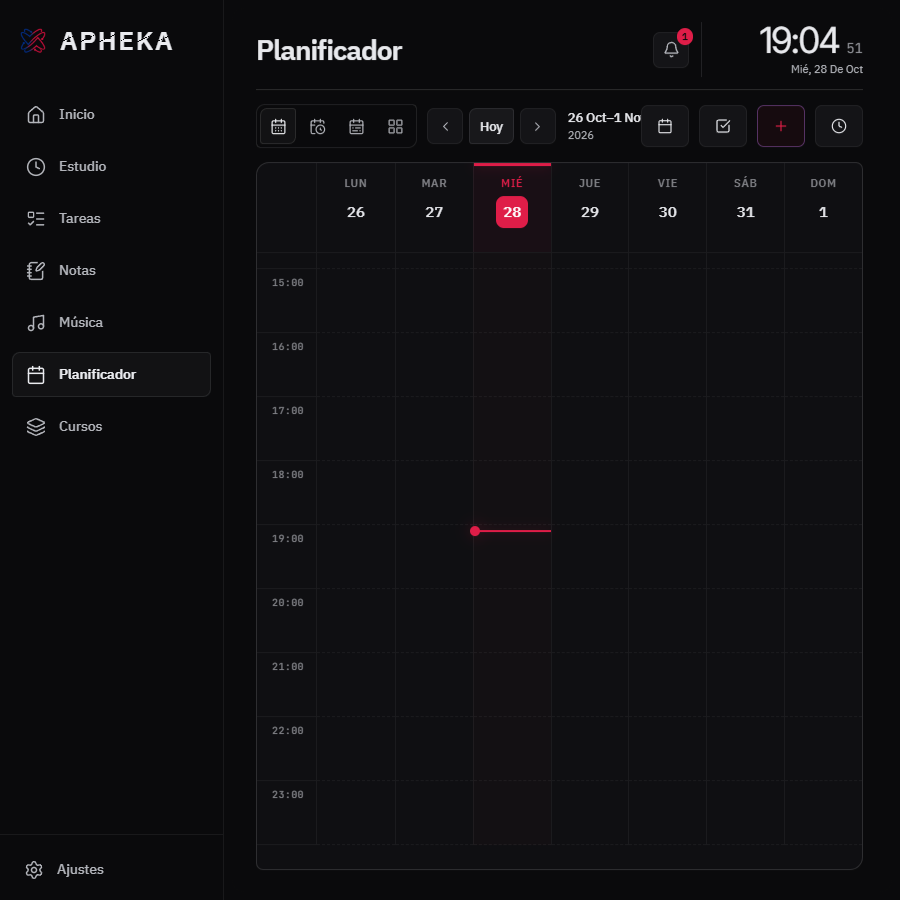 APHEKA
Inicio
Estudio
Tareas
Notas
Música
Planificador
Cursos
Ajustes
Planificador
1
19:04 51
Mié, 28 De Oct
Hoy
26 Oct–1 No
2026
LUN MAR MIÉ JUE VIE SÁB DOM
26 27 28 29 30 31 1
15:00
16:00
17:00
18:00
19:00
20:00
21:00
22:00
23:00